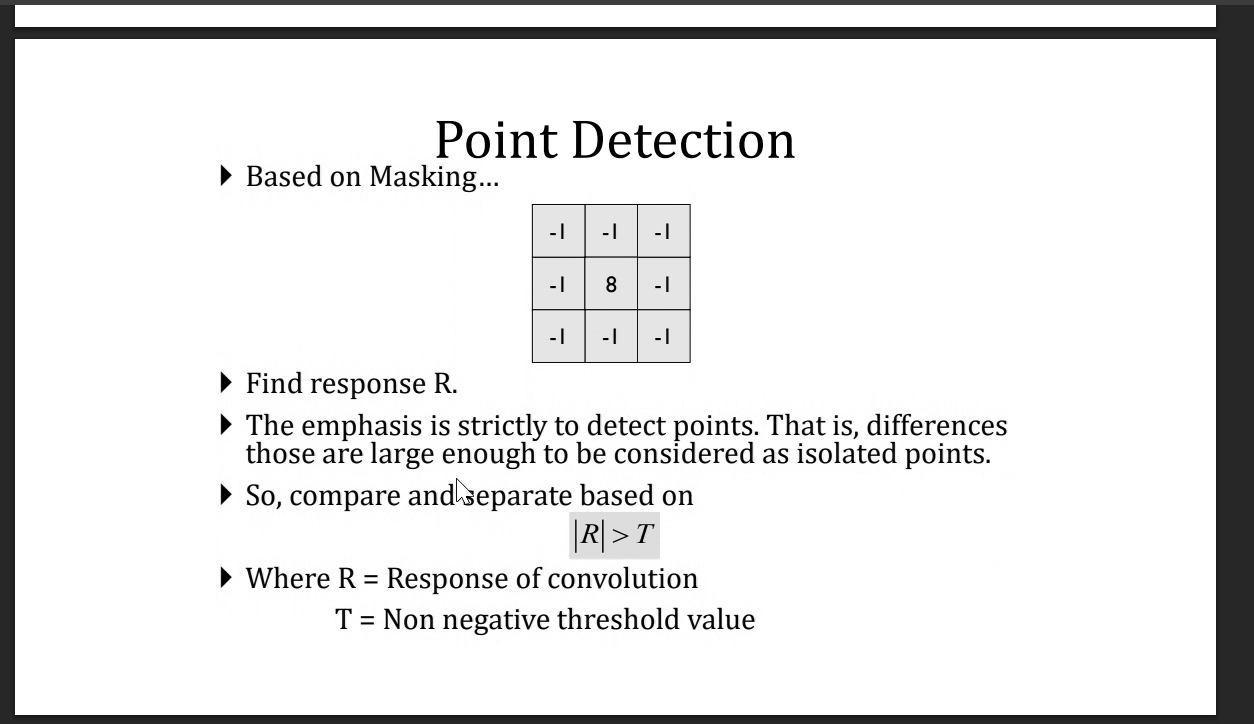 Point Detection
Based on Masking…
-1 -1 -1
-1 8 -1
-1 -1 -1
Find response R.
The emphasis is strictly to detect points. That is, differences
those are large enough to be considered as isolated points.
So, compare and separate based on
|R| > T
Where R = Response of convolution
T = Non negative threshold value